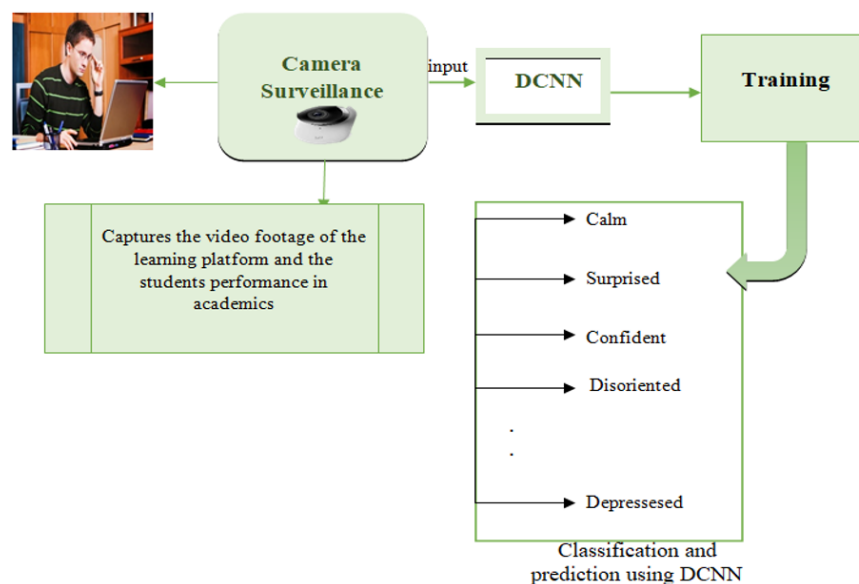 Camera
Surveillance
input
DCNN
Training
Captures the video footage of the
learning platform and the
students performance in
academics
Calm
Surprised
Confident
Disoriented
.
.
Depressesed
Classification and
prediction using DCNN